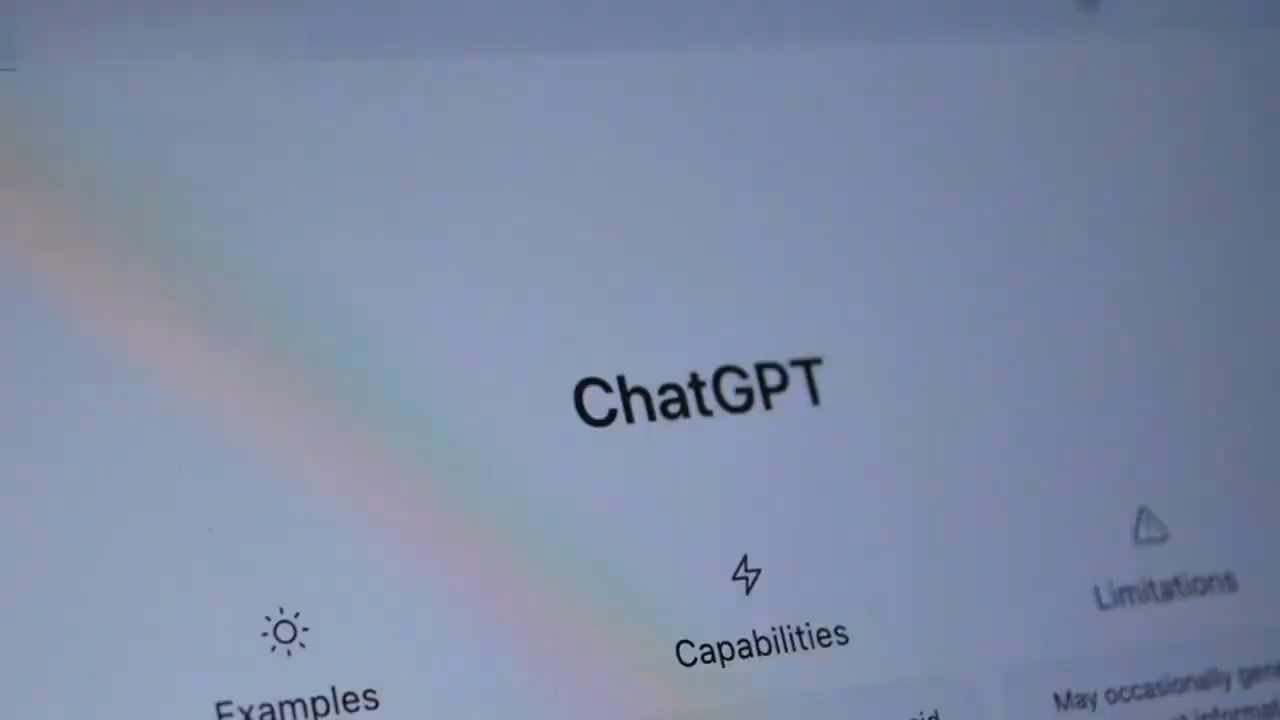 ChatGPT
Examples
Capabilities
Limitations
May occasionally